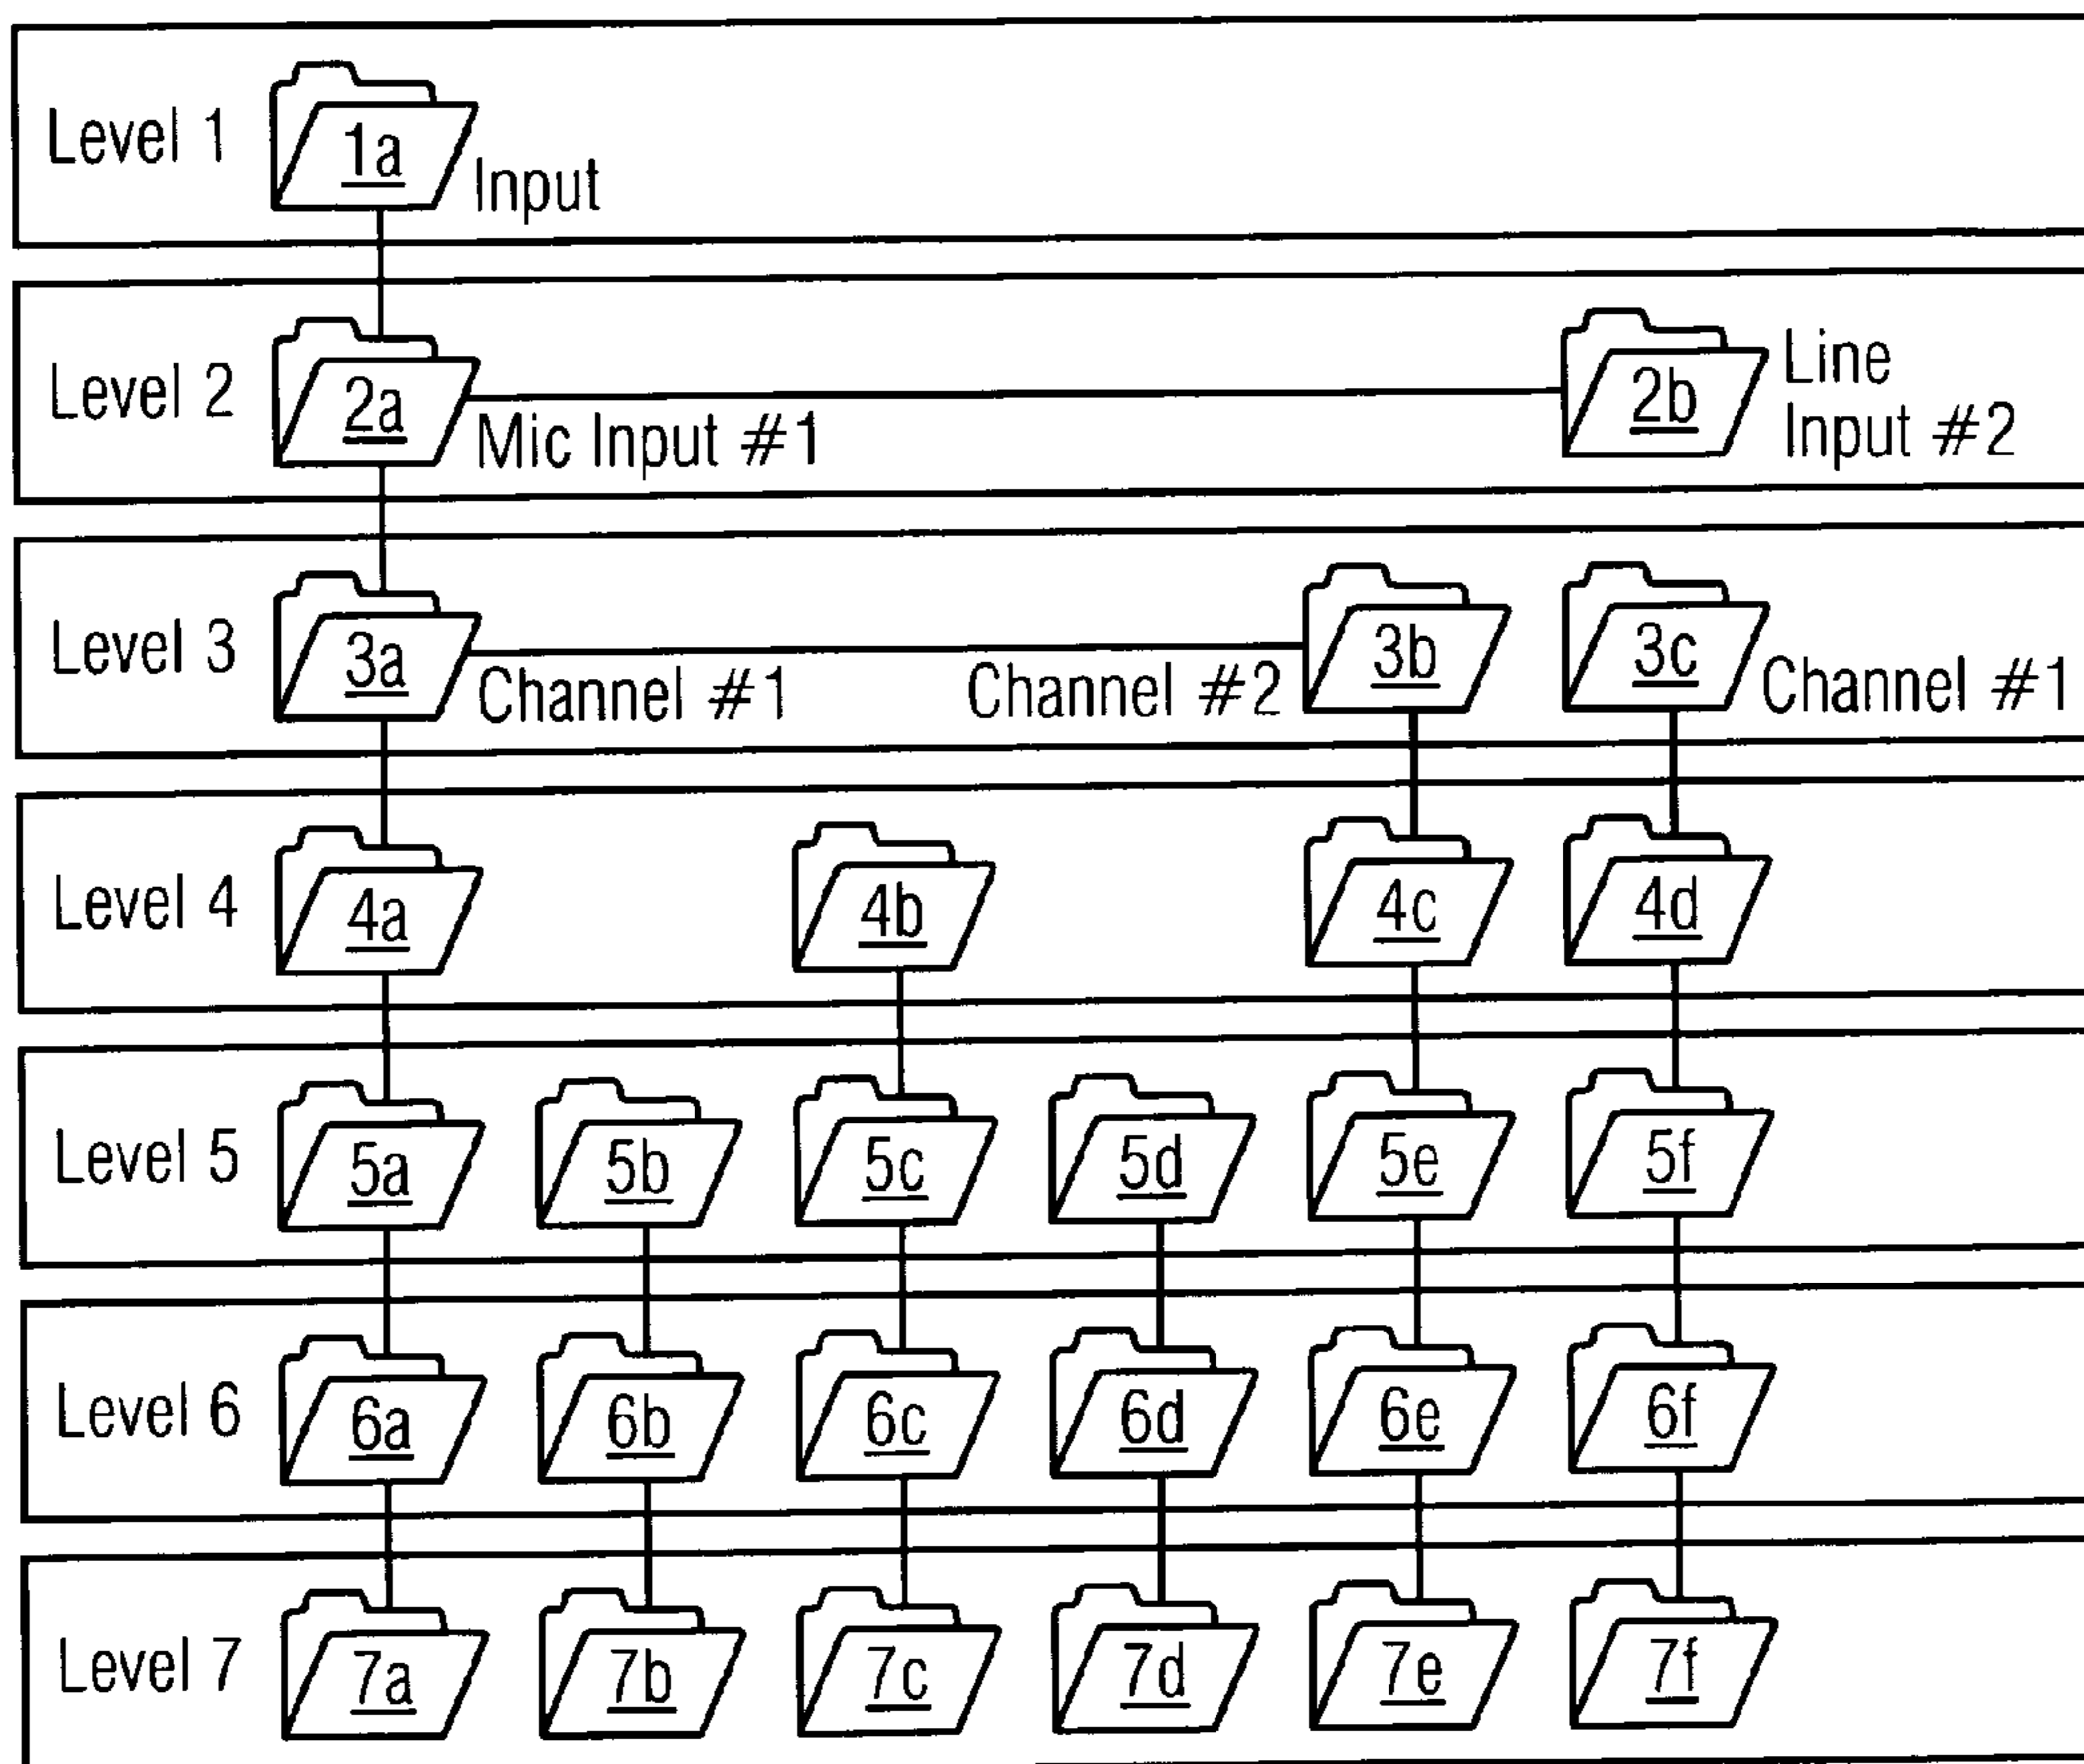 Level 1 1a Input
Level 2 2a Mic Input #1 2b Line Input #2
Level 3 3a Channel #1 Channel #2 3b 3c Channel #1
Level 4 4a 4b 4c 4d
Level 5 5a 5b 5c 5d 5e 5f
Level 6 6a 6b 6c 6d 6e 6f
Level 7 7a 7b 7c 7d 7e 7f